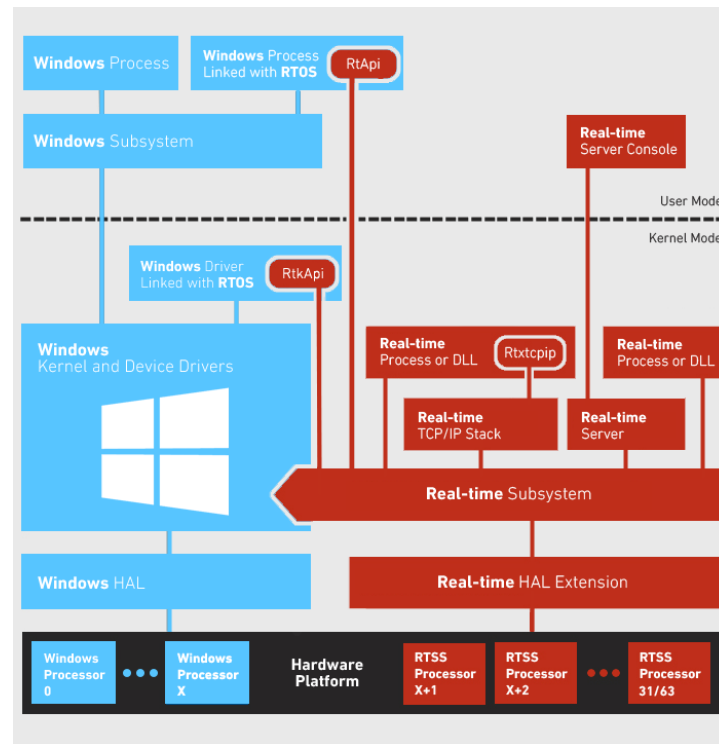 Windows Process
Windows Process
Linked with RTOS
RtApi
Windows Subsystem
Real-time
Server Console
User Mode
Kernel Mode
Windows Driver
Linked with RTOS
RtkApi
Windows
Kernel and Device Drivers
Real-time
Process or DLL
Rtxtcpip
Real-time
Process or DLL
Real-time
TCP/IP Stack
Real-time
Server
Real-time Subsystem
Windows HAL
Real-time HAL Extension
Windows
Processor
0
Windows
Processor
X
Hardware
Platform
RTSS
Processor
X+1
RTSS
Processor
X+2
RTSS
Processor
31/63